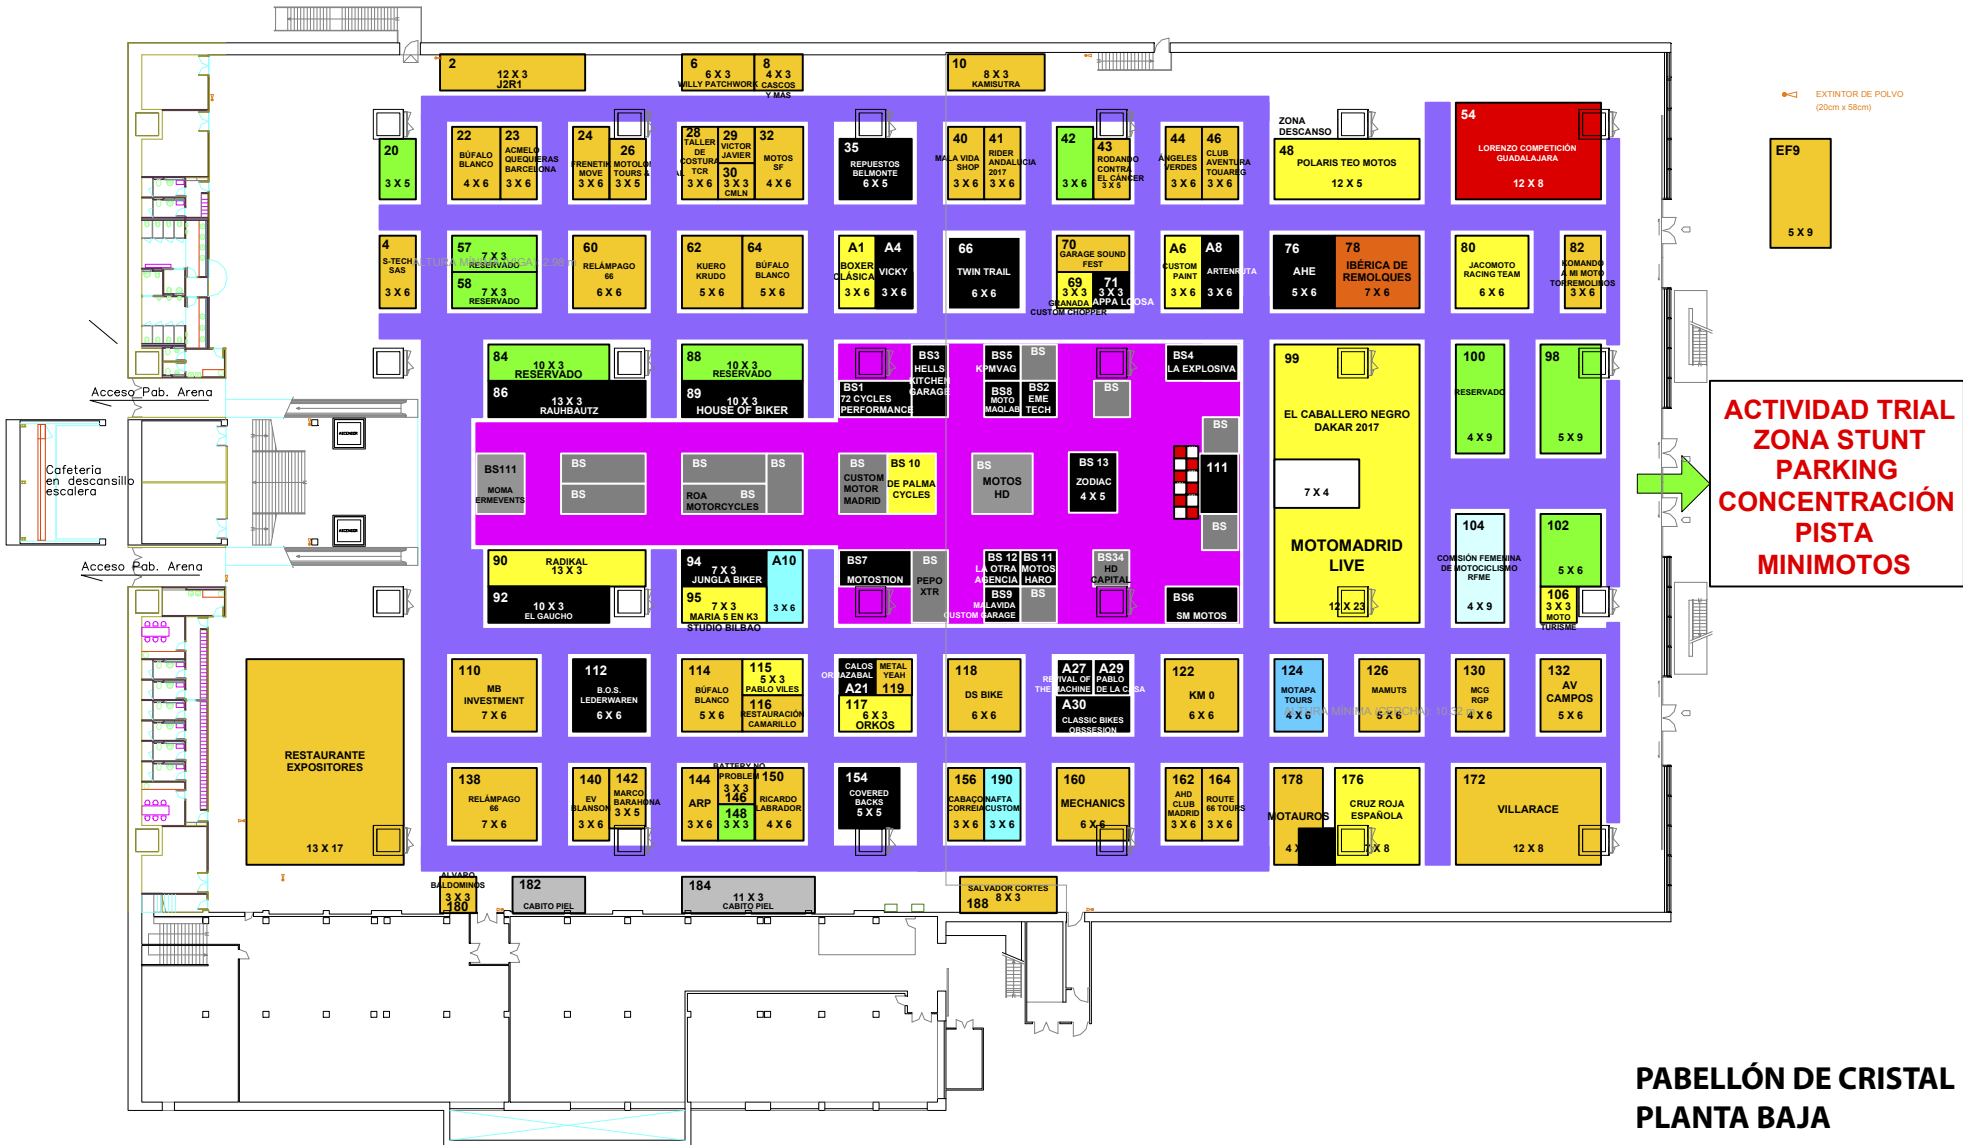 2
12 X 3
J2R1
6
6 X 3
WILLY PATCHWORK
8
4 X 3
CASCOS
Y MAS
10
8 X 3
KAMISUTRA
EXTINTOR DE POLVO
(20cm x 58cm)
20
3 X 5
22
BÚFALO
BLANCO
4 X 6
23
ACMELO
QUEQUIERAS
BARCELONA
3 X 6
24
FRENETIK
MOVE
3 X 6
26
MOTOLO
TOURS &
3 X 5
28
TALLER
DE
COSTURA
TCR
3 X 6
29
VICTOR
JAVIER
30
3 X 3
CMLN
32
MOTOS
SF
4 X 6
35
REPUESTOS
BELMONTE
6 X 5
40
MALA VIDA
SHOP
3 X 6
41
RIDER
ANDALUCIA
2017
3 X 6
42
3 X 6
43
RODANDO
CONTRA
EL CÁNCER
3 X 5
44
ÁNGELES
VERDES
3 X 6
46
CLUB
AVENTURA
TOUAREG
3 X 6
ZONA
DESCANSO
48
POLARIS TEO MOTOS
12 X 5
54
LORENZO COMPETICIÓN
GUADALAJARA
12 X 8
EF9
5 X 9
4
S-TECH
SAS
3 X 6
57
7 X 3
RESERVADO
58
7 X 3
RESERVADO
60
RELÁMPAGO
66
6 X 6
62
KUERO
KRUDO
5 X 6
64
BÚFALO
BLANCO
5 X 6
A1
BOXER
CLÁSICA
3 X 6
A4
VICKY
3 X 6
66
TWIN TRAIL
6 X 6
70
GARAGE SOUND
FEST
69
3 X 3
GRANADA
CUSTOM CHOPPER
71
3 X 3
APPA LOOSA
A6
CUSTOM
PAINT
3 X 6
A8
ARTENRUTA
3 X 6
76
AHE
5 X 6
78
IBÉRICA DE
REMOLQUES
7 X 6
80
JACOMOTO
RACING TEAM
6 X 6
82
KOMANDO
A MI MOTO
TORREMOLINOS
3 X 6
84
10 X 3
RESERVADO
86
13 X 3
RAUHBAUTZ
88
10 X 3
RESERVADO
89
10 X 3
HOUSE OF BIKER
BS1
72 CYCLES
PERFORMANCE
BS3
HELLS
KITCHEN
GARAGE
BS5
KPMVAG
BS
BS8
MOTO
MAQLAB
BS2
EME
TECH
BS
BS4
LA EXPLOSIVA
BS
99
EL CABALLERO NEGRO
DAKAR 2017
7 X 4
MOTOMADRID
LIVE
12 X 23
100
RESERVADO
4 X 9
98
5 X 9
ACTIVIDAD TRIAL
ZONA STUNT
PARKING
CONCENTRACIÓN
PISTA
MINIMOTOS
Acceso Pab. Arena
Cafeteria
en descansillo
escalera
ASCENSOR
ASCENSOR
Acceso Pab. Arena
BS111
MOMA
ERMEVENTS
BS
BS
BS
BS
ROA
BS
MOTORCYCLES
BS
CUSTOM
MOTOR
MADRID
BS 10
DE PALMA
CYCLES
BS
MOTOS
HD
BS 13
ZODIAC
4 X 5
111
BS
90
RADIKAL
13 X 3
92
10 X 3
EL GAUCHO
94
7 X 3
JUNGLA BIKER
95
7 X 3
MARIA 5 EN K3
STUDIO BILBAO
A10
3 X 6
BS7
MOTOSTION
BS
PEPO
XTR
BS 12
LA OTRA
AGENCIA
BS 11
MOTOS
HARO
BS9
MALAVIDA
CUSTOM GARAGE
BS
BS34
HD
CAPITAL
BS6
SM MOTOS
104
COMISIÓN FEMENINA
DE MOTOCICLISMO
RFME
4 X 9
102
5 X 6
106
3 X 3
MOTO
TURISME
RESTAURANTE
EXPOSITORES
13 X 17
110
MB
INVESTMENT
7 X 6
112
B.O.S.
LEDERWAREN
6 X 6
114
BÚFALO
BLANCO
5 X 6
115
5 X 3
PABLO VILES
116
RESTAURACIÓN
CAMARILLO
CALOS
ORMAZABAL
A21
METAL
YEAH
119
117
6 X 3
ORKOS
118
DS BIKE
6 X 6
A27
REVIVAL OF
THE MACHINE
A29
PABLO
DE LA CASA
A30
CLASSIC BIKES
OBSSESION
122
KM 0
6 X 6
124
MOTAPA
TOURS
4 X 6
126
MAMUTS
5 X 6
130
MCG
RGP
4 X 6
132
AV
CAMPOS
5 X 6
138
RELÁMPAGO
66
7 X 6
140
EV
BLANSON
3 X 6
142
MARCO
BARAHONA
3 X 5
144
ARP
3 X 6
BATTERY NO
PROBLEM
3 X 3
146
148
3 X 3
150
RICARDO
LABRADOR
4 X 6
154
COVERED
BACKS
5 X 5
156
CABAÇO
CORREIA
3 X 6
190
NAFTA
CUSTOM
3 X 6
160
MECHANICS
6 X 6
162
AHD
CLUB
MADRID
3 X 6
164
ROUTE
66 TOURS
3 X 6
178
MOTAUROS
176
CRUZ ROJA
ESPAÑOLA
7 X 8
172
VILLARACE
12 X 8
ALVARO
BALDOMINOS
3 X 3
180
182
CABITO PIEL
184
11 X 3
CABITO PIEL
SALVADOR CORTES
8 X 3
188
PABELLÓN DE CRISTAL
PLANTA BAJA